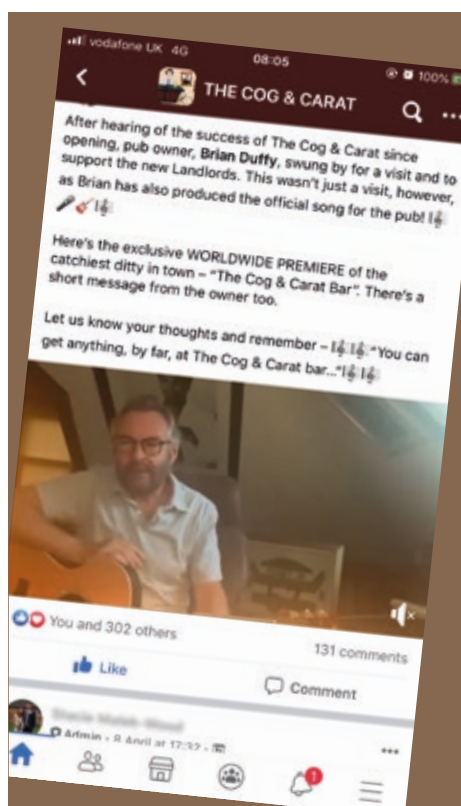 vodafone UK 4G
08:05
100%
THE COG & CARAT
After hearing of the success of The Cog & Carat since
opening, pub owner, Brian Duffy, swung by for a visit and to
support the new Landlords. This wasn't just a visit, however,
as Brian has also produced the official song for the pub!
Here's the exclusive WORLDWIDE PREMIERE of the
catchiest ditty in town – "The Cog & Carat Bar". There's a
short message from the owner too.
Let us know your thoughts and remember – "You can
get anything, by far, at The Cog & Carat bar..."
You and 302 others
131 comments
Like
Comment
Admin · 8 April at 17:32 ·
1